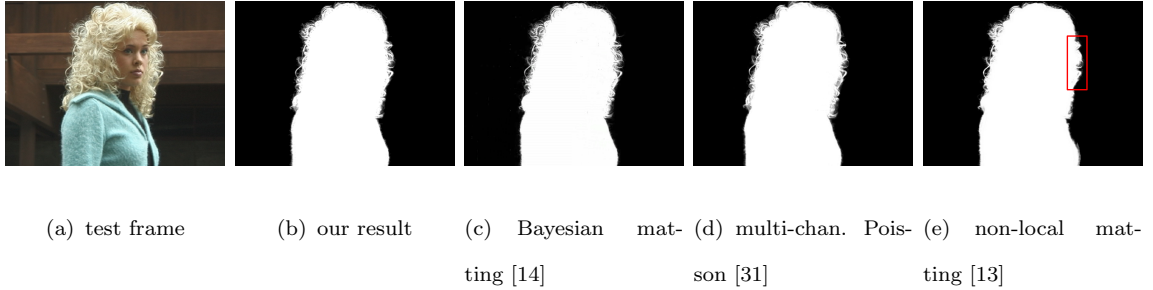 (a) test frame
(b) our result
(c) Bayesian mat-
ting [14]
(d) multi-chan. Pois-
son [31]
(e) non-local mat-
ting [13]